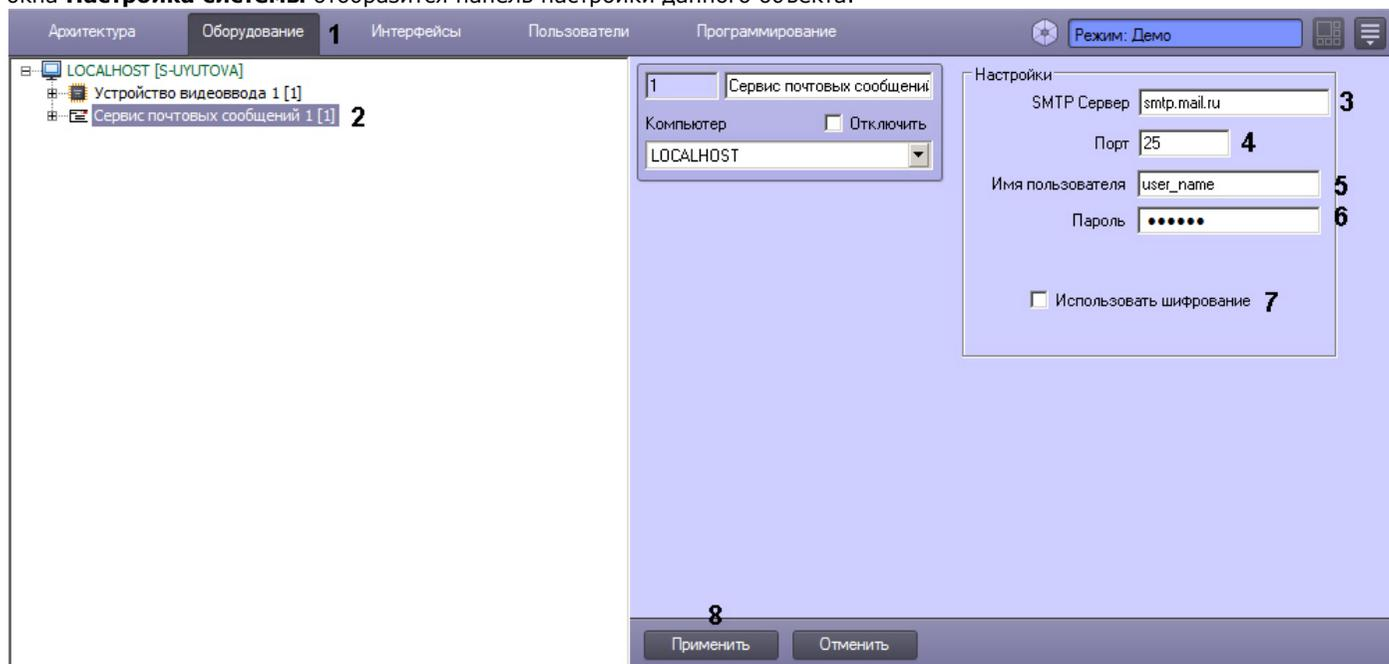 окна Настройка системы отобразится панель настройки данного объекта.
Архитектура Оборудование 1 Интерфейсы Пользователи Программирование Режим: Демо
LOCALHOST [S-UYUTOVA]
Устройство видеоввода 1 [1]
Сервис почтовых сообщений 1 [1] 2
1 Сервис почтовых сообщений
Компьютер Отключить
LOCALHOST
Настройки
SMTP Сервер smtp.mail.ru 3
Порт 25 4
Имя пользователя user_name 5
Пароль •••••• 6
Использовать шифрование 7
8
Применить Отменить